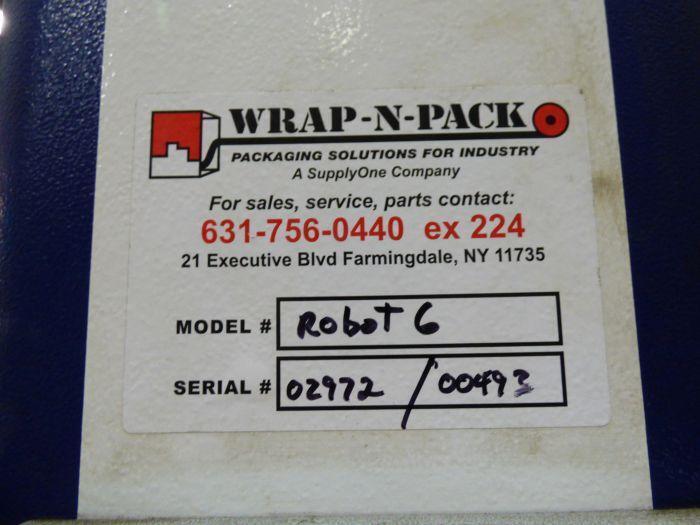 WRAP-N-PACK
PACKAGING SOLUTIONS FOR INDUSTRY
A SupplyOne Company
For sales, service, parts contact:
631-756-0440 ex 224
21 Executive Blvd Farmingdale, NY 11735
MODEL # Robot 6
SERIAL # 02972 / 00493